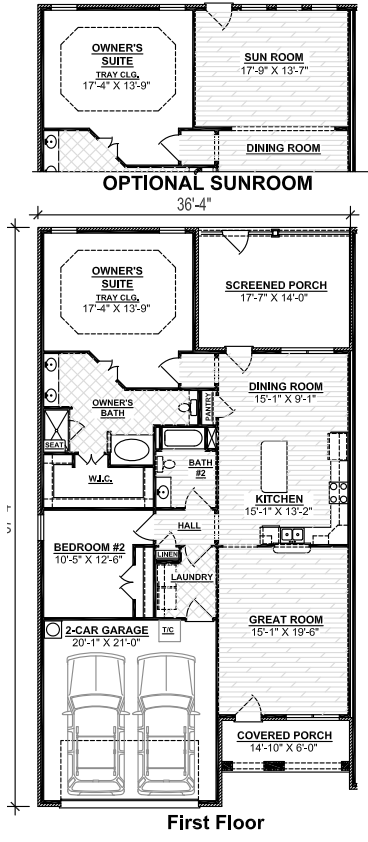 OWNER'S
SUITE
TRAY CLG.
17'-4" X 13'-9"
SUN ROOM
17'-9" X 13'-7"
DINING ROOM
OPTIONAL SUNROOM
36'-4"
OWNER'S
SUITE
TRAY CLG.
17'-4" X 13'-9"
SCREENED PORCH
17'-7" X 14'-0"
DINING ROOM
15'-1" X 9'-1"
OWNER'S
BATH
PANTRY
SEAT
BATH
#2
W.I.C.
KITCHEN
15'-1" X 13'-2"
HALL
BEDROOM #2
10'-5" X 12'-6"
LINEN
LAUNDRY
GREAT ROOM
15'-1" X 19'-6"
2-CAR GARAGE
20'-1" X 21'-0"
T/C
COVERED PORCH
14'-10" X 6'-0"
First Floor